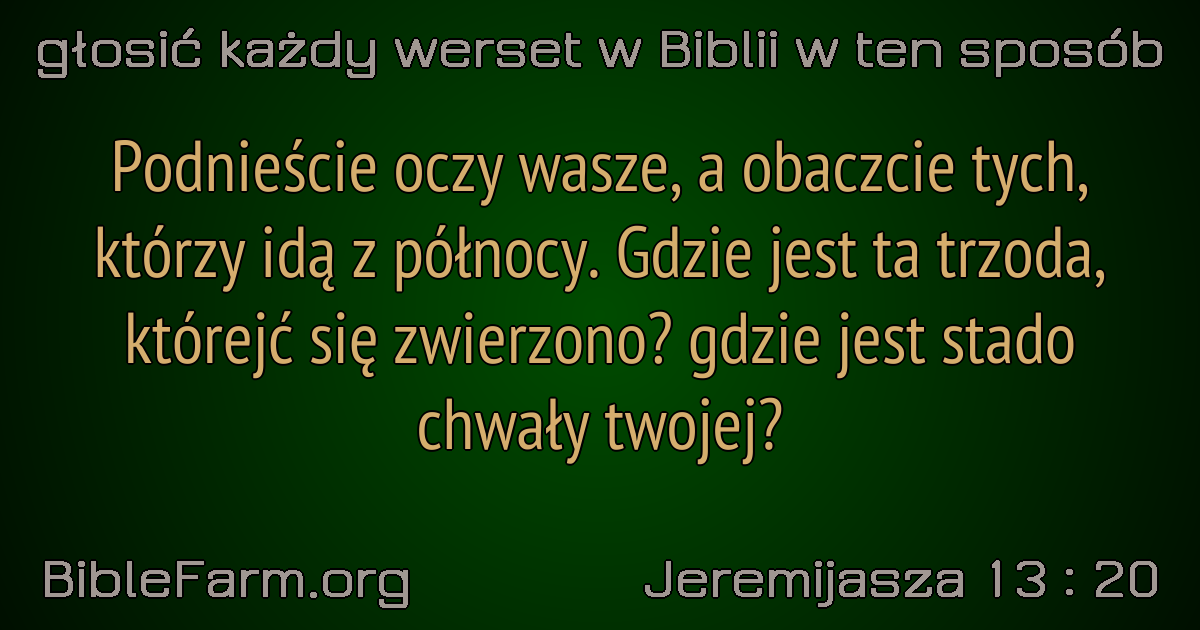 głosić każdy werset w Biblii w ten sposób
Podnieście oczy wasze, a obaczcie tych,
którzy idą z północy. Gdzie jest ta trzoda,
którejć się zwierzono? gdzie jest stado
chwały twojej?
BibleFarm.org
Jeremijasza 13 : 20